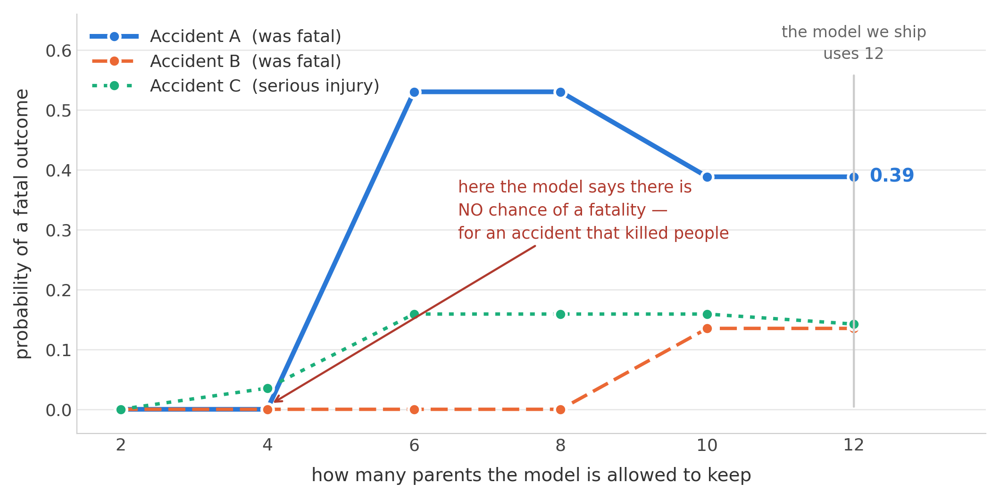 Accident A (was fatal)
Accident B (was fatal)
Accident C (serious injury)
the model we ship
uses 12
0.39
here the model says there is
NO chance of a fatality —
for an accident that killed people
probability of a fatal outcome
0.6
0.5
0.4
0.3
0.2
0.1
0.0
2 4 6 8 10 12
how many parents the model is allowed to keep